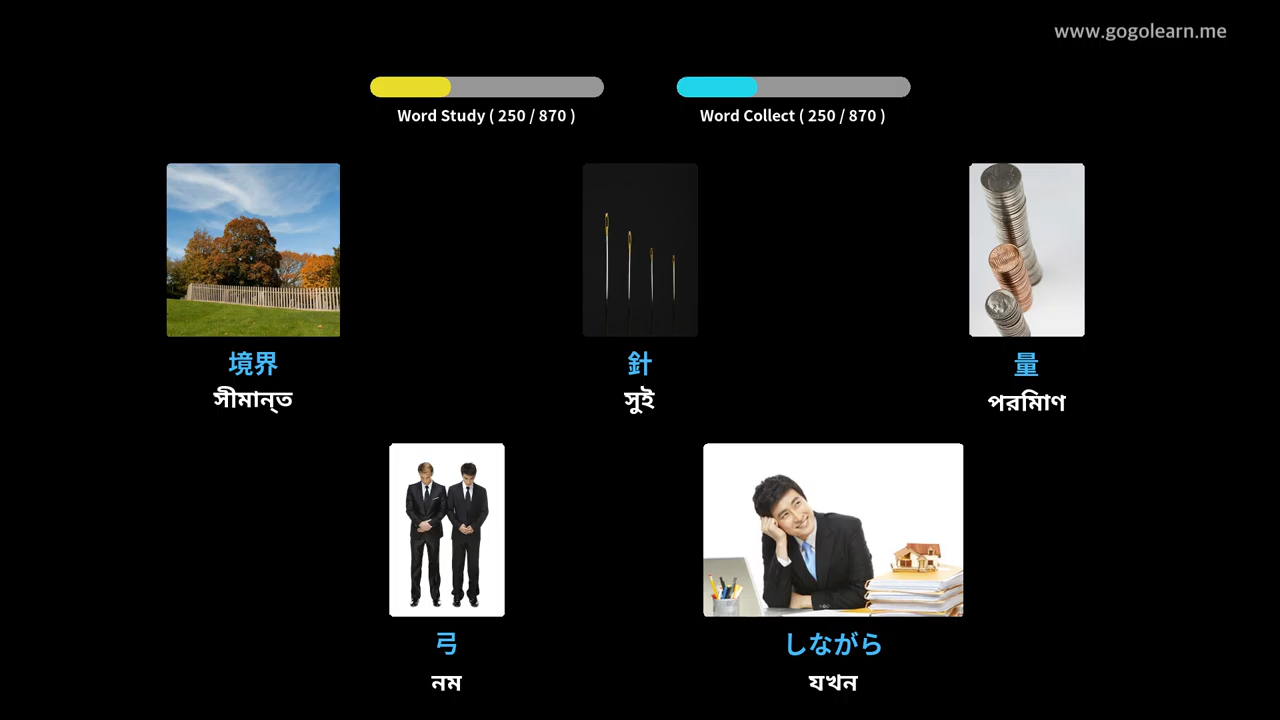 www.gogolearn.me
Word Study ( 250 / 870 )
Word Collect ( 250 / 870 )
境界
সীমান্ত
針
সুই
量
পরিমাণ
弓
নম
しながら
যখন